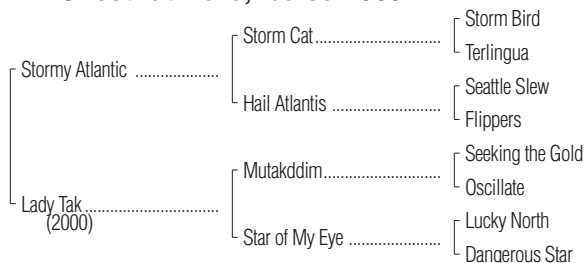 Storm Bird
Storm Cat
Terlingua
Stormy Atlantic
Seattle Slew
Hail Atlantis
Flippers
Seeking the Gold
Mutakddim
Oscillate
Lady Tak
(2000)
Lucky North
Star of My Eye
Dangerous Star